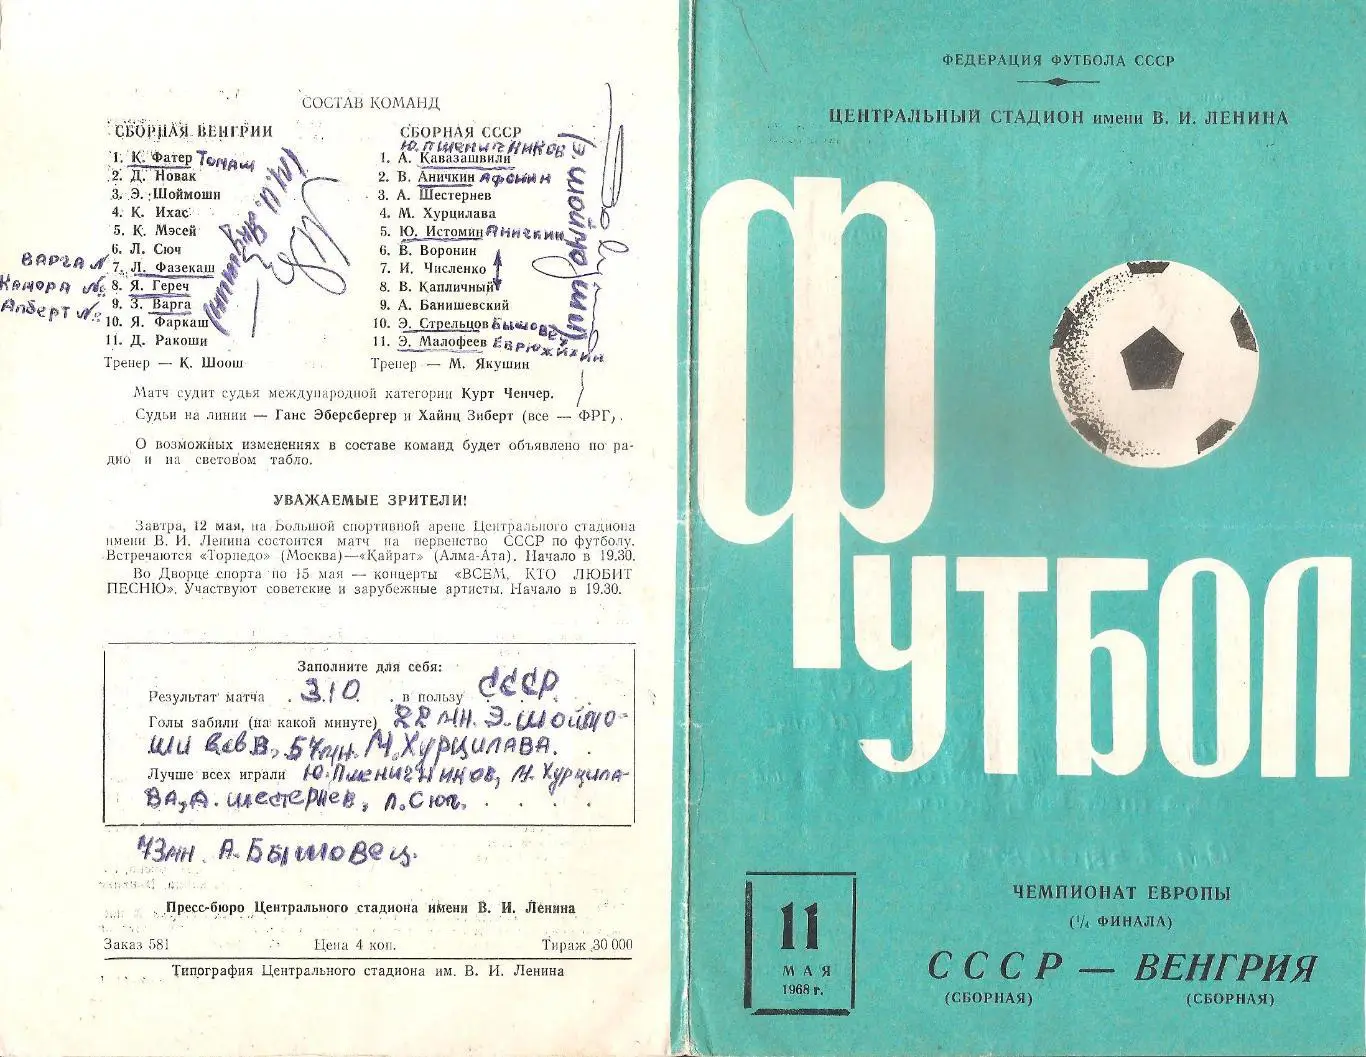 СОСТАВ КОМАНД
СБОРНАЯ ВЕНГРИИ
1. К. Фатер Томаш
2. Д. Новак
3. Э. Шоймоши
4. К. Ихас
5. К. Мэсей
6. Л. Сюч
ВАРГА № 7. Л. Фазекаш
Камора № 8. Я. Гереч
Альберт № 9. З. Варга
10. Я. Фаркаш
11. Д. Ракоши
Тренер — К. Шоош
СБОРНАЯ СССР
Ю. ПШЕНИЧНИКОВ
1. А. Кавазашвили
2. В. Аничкин Афонин
3. А. Шестернев
4. М. Хурцилава
5. Ю. Истомин Аничкин
6. В. Воронин
7. И. Численко
8. В. Капличный
9. А. Банишевский
10. Э. Стрельцов Бышовец
11. Э. Малофеев Еврюжихин
Тренер — М. Якушин
(Э. Шоймоши)
Матч судит судья международной категории Курт Ченчер.
Судьи на линии — Ганс Эберсбергер и Хайнц Зиберт (все — ФРГ).
О возможных изменениях в составе команд будет объявлено по ра-
дио и на световом табло.
УВАЖАЕМЫЕ ЗРИТЕЛИ!
Завтра, 12 мая, на Большой спортивной арене Центрального стадиона
имени В. И. Ленина состоится матч на первенство СССР по футболу.
Встречаются «Торпедо» (Москва)—«Кайрат» (Алма-Ата). Начало в 19.30.
Во Дворце спорта по 15 мая — концерты «ВСЕМ, КТО ЛЮБИТ
ПЕСНЮ». Участвуют советские и зарубежные артисты. Начало в 19.30.
Заполните для себя:
Результат матча 3:0 в пользу СССР
Голы забили (на какой минуте) 22 мн. Э. Шоймо-
ши в св. В., 57 мн. М. Хурцилава.
Лучше всех играли Ю. Пшеничников, М. Хурцила-
ва, А. Шестернев, Л. Сюч.
73 мн. А. Бышовец.
Пресс-бюро Центрального стадиона имени В. И. Ленина
Заказ 581 Цена 4 коп. Тираж 30 000
Типография Центрального стадиона им. В. И. Ленина
ФЕДЕРАЦИЯ ФУТБОЛА СССР
ЦЕНТРАЛЬНЫЙ СТАДИОН имени В. И. ЛЕНИНА
ФУТБОЛ
11
МАЯ
1968 г.
ЧЕМПИОНАТ ЕВРОПЫ
(¼ ФИНАЛА)
СССР — ВЕНГРИЯ
(СБОРНАЯ) (СБОРНАЯ)